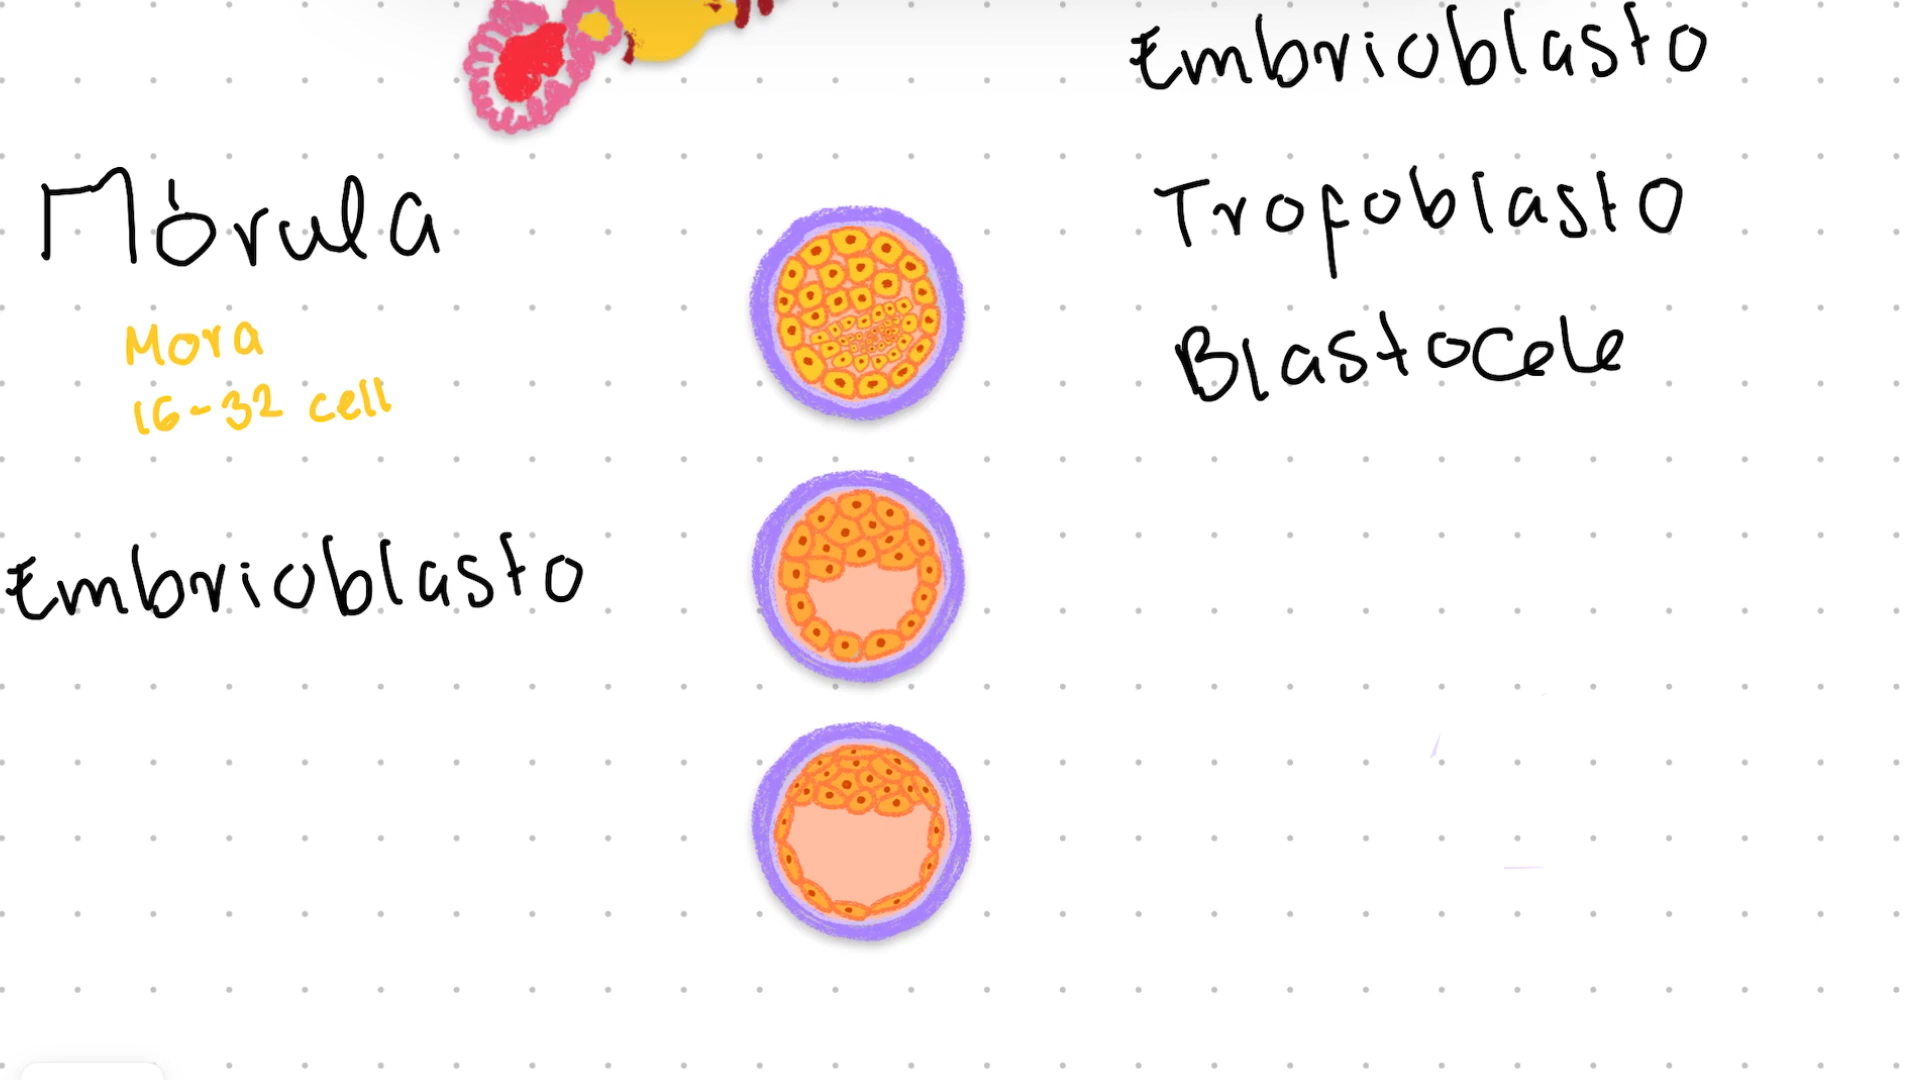 Embrioblasto
Mórula
Trofoblasto
Mora
16-32 cell
Blastocele
Embrioblasto